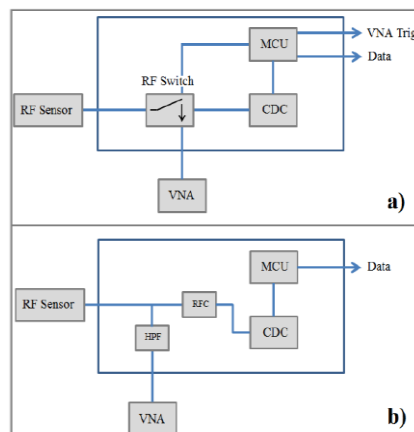 VNA Trig
MCU
Data
RF Switch
RF Sensor
CDC
VNA
a)
MCU
Data
RF Sensor
RFC
HPF
CDC
VNA
b)